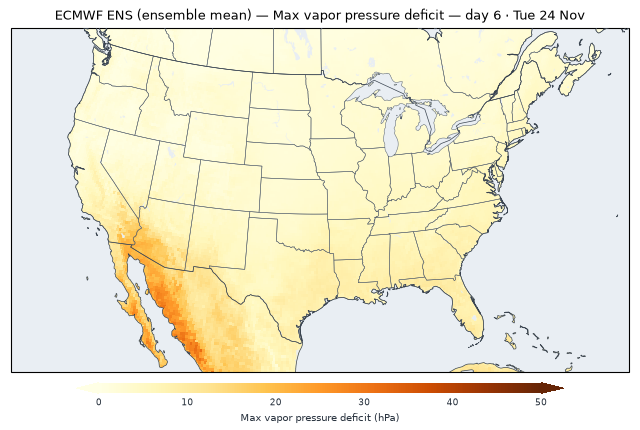 ECMWF ENS (ensemble mean) — Max vapor pressure deficit — day 6 · Tue 24 Nov
0 10 20 30 40 50
Max vapor pressure deficit (hPa)